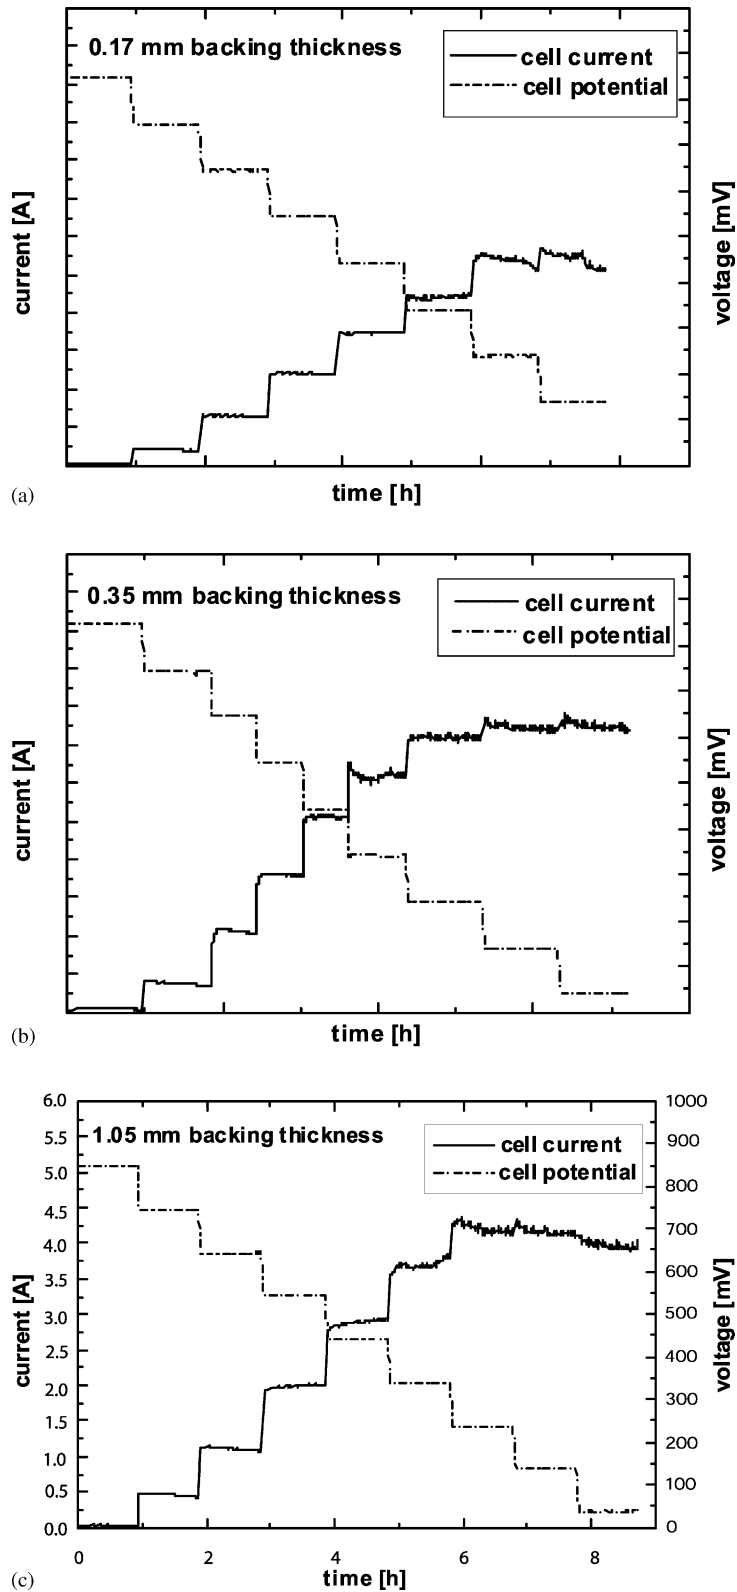 0.17 mm backing thickness
cell current
cell potential
current [A]
voltage [mV]
time [h]
(a)
0.35 mm backing thickness
cell current
cell potential
current [A]
voltage [mV]
time [h]
(b)
1.05 mm backing thickness
cell current
cell potential
current [A]
6.0
5.5
5.0
4.5
4.0
3.5
3.0
2.5
2.0
1.5
1.0
0.5
0.0
1000
900
800
700
600
500
400
300
200
100
0
voltage [mV]
0 2 4 6 8
time [h]
(c)